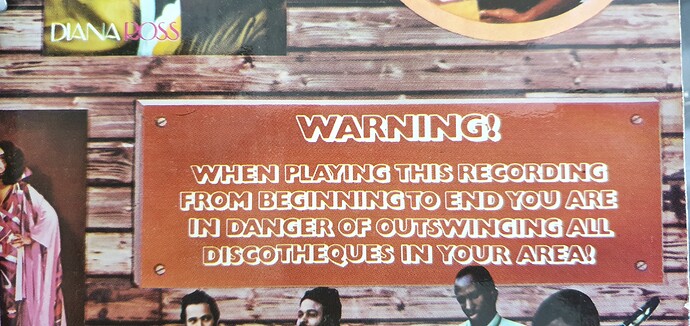 DIANA ROSS
WARNING!
WHEN PLAYING THIS RECORDING
FROM BEGINNING TO END YOU ARE
IN DANGER OF OUTSWINGING ALL
DISCOTHEQUES IN YOUR AREA!